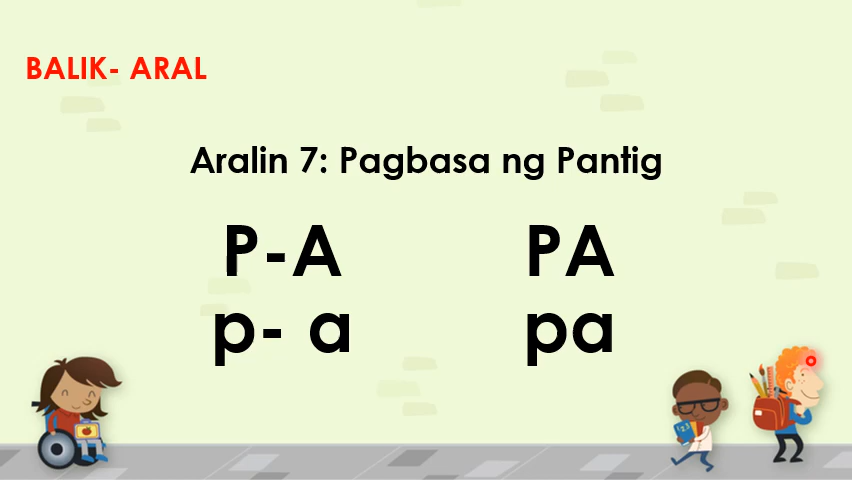 BALIK- ARAL
Aralin 7: Pagbasa ng Pantig
P-A PA
p- a pa